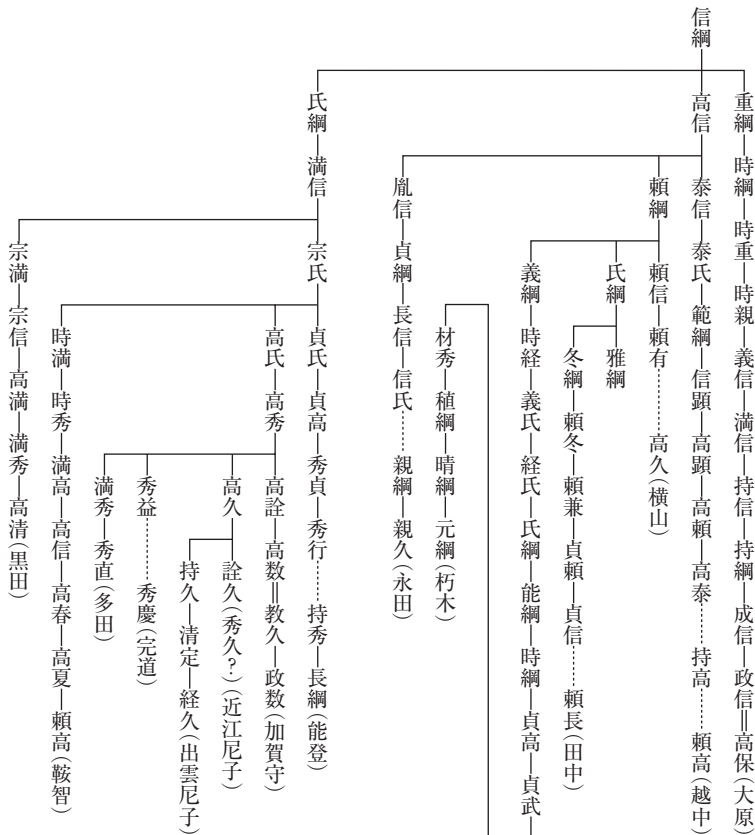 信綱
重綱―時綱―時重―時親―義信―満信―持信―持綱―成信―政信＝高保（大原）
高信
泰信―泰氏―範綱―信顕―高顕―高頼―高泰┄┄持高┄┄頼高（越中）
頼綱
頼信―頼有┄┄高久（横山）
氏綱
雅綱
冬綱―頼冬―頼兼―貞頼―貞信┄┄頼長（田中）
義綱―時経―義氏―経氏―氏綱―能綱―時綱―貞高―貞武
材秀―稙綱―晴綱―元綱（朽木）
胤信―貞綱―長信―信氏┄┄親綱―親久（永田）
氏綱―満信
宗氏
貞氏―貞高―秀貞―秀行┄┄持秀―長綱（能登）
高氏―高秀
高詮―高数＝教久―政数（加賀守）
高久
詮久（秀久？）（近江尼子）
持久―清定―経久（出雲尼子）
秀益┄┄秀慶（宍道）
満秀―秀直（多田）
時満―時秀―満高―高信―高春―高夏―頼高（鞍智）
宗満―宗信―高満―満秀―高清（黒田）